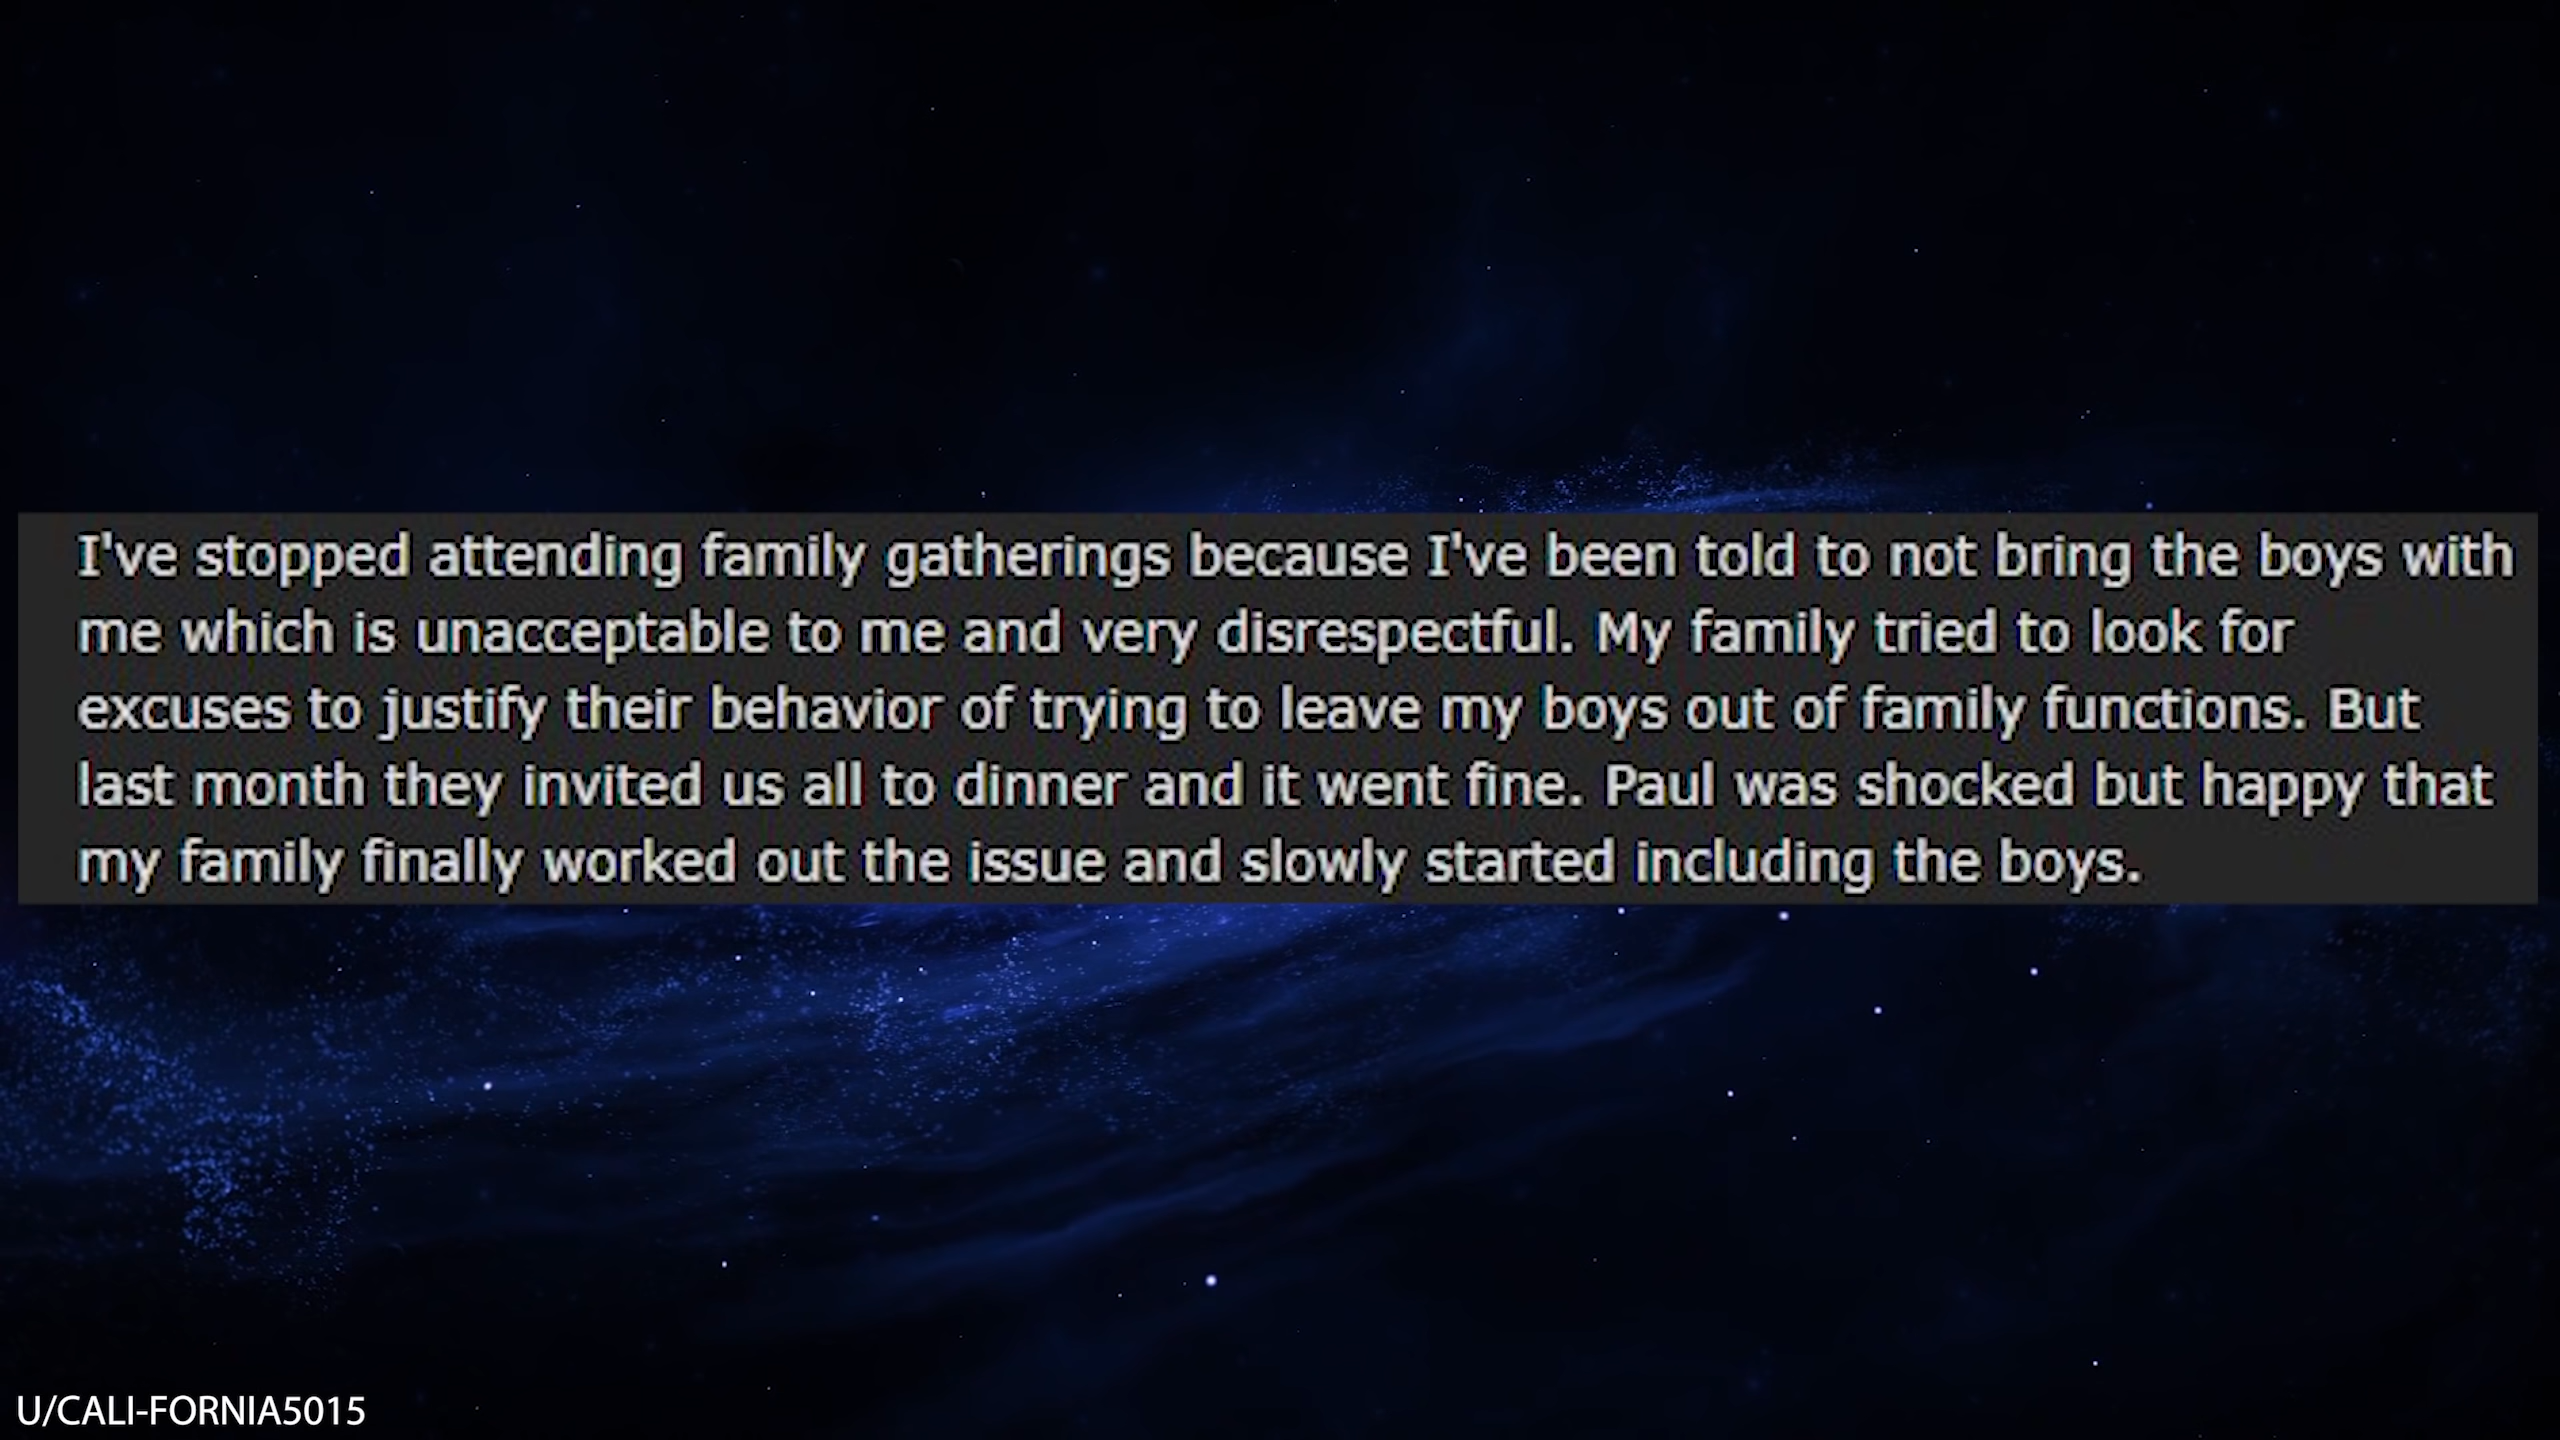 I've stopped attending family gatherings because I've been told to not bring the boys with
me which is unacceptable to me and very disrespectful. My family tried to look for
excuses to justify their behavior of trying to leave my boys out of family functions. But
last month they invited us all to dinner and it went fine. Paul was shocked but happy that
my family finally worked out the issue and slowly started including the boys.
U/CALI-FORNIA5015